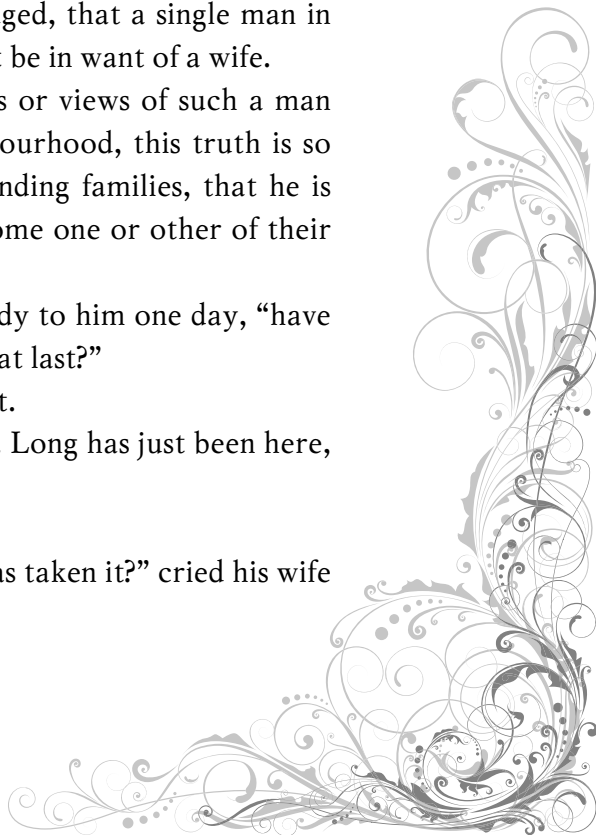 ged, that a single man in
t be in want of a wife.
s or views of such a man
ourhood, this truth is so
nding families, that he is
ome one or other of their
dy to him one day, “have
at last?”
t.
. Long has just been here,
as taken it?” cried his wife